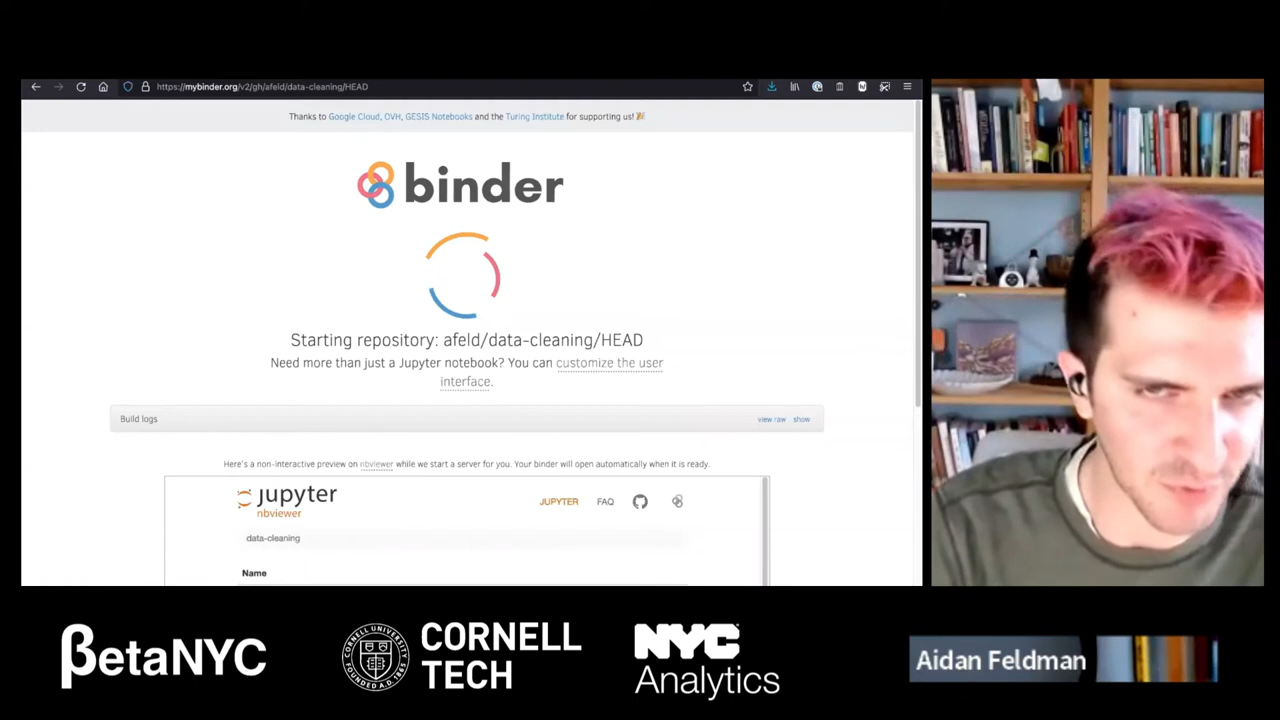 https://mybinder.org/v2/gh/afeld/data-cleaning/HEAD
Thanks to Google Cloud, OVH, GESIS Notebooks and the Turing Institute for supporting us! 🎉
binder
Starting repository: afeld/data-cleaning/HEAD
Need more than just a Jupyter notebook? You can customize the user
interface.
Build logs
view raw show
Here's a non-interactive preview on nbviewer while we start a server for you. Your binder will open automatically when it is ready.
jupyter
nbviewer
JUPYTER FAQ
data-cleaning
Name
βetaNYC
CORNELL
TECH
NYC
Analytics
Aidan Feldman